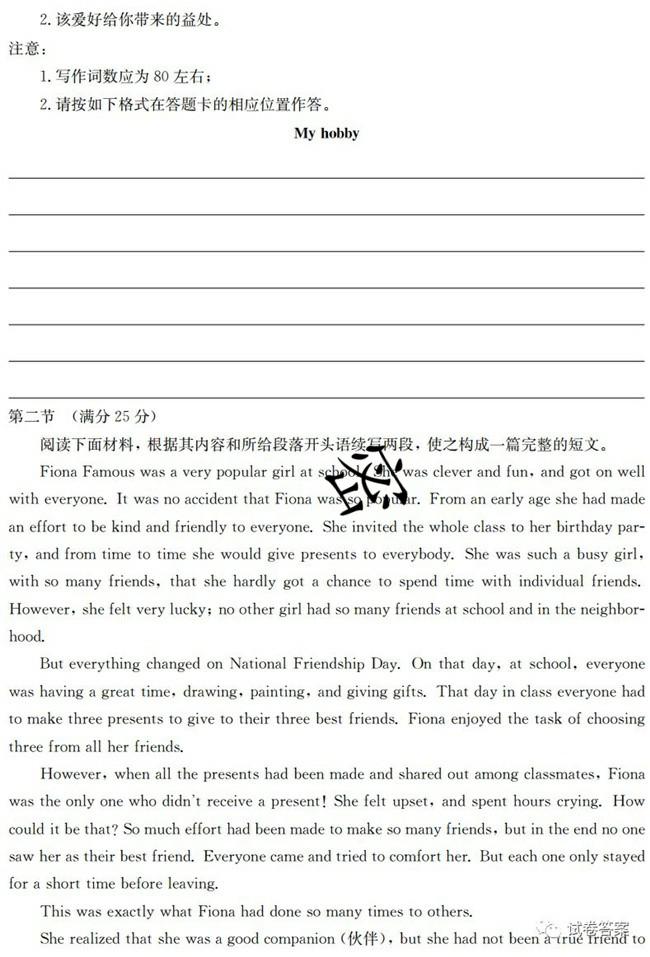 2. 该爱好给你带来的益处。
注意：
1. 写作词数应为 80 左右；
2. 请按如下格式在答题卡的相应位置作答。
My hobby
第二节 （满分 25 分）
阅读下面材料，根据其内容和所给段落开头语续写两段，使之构成一篇完整的短文。
Fiona Famous was a very popular girl at school. She was clever and fun, and got on well
with everyone. It was no accident that Fiona was so popular. From an early age she had made
an effort to be kind and friendly to everyone. She invited the whole class to her birthday par-
ty, and from time to time she would give presents to everybody. She was such a busy girl,
with so many friends, that she hardly got a chance to spend time with individual friends.
However, she felt very lucky; no other girl had so many friends at school and in the neighbor-
hood.
But everything changed on National Friendship Day. On that day, at school, everyone
was having a great time, drawing, painting, and giving gifts. That day in class everyone had
to make three presents to give to their three best friends. Fiona enjoyed the task of choosing
three from all her friends.
However, when all the presents had been made and shared out among classmates, Fiona
was the only one who didn't receive a present! She felt upset, and spent hours crying. How
could it be that? So much effort had been made to make so many friends, but in the end no one
saw her as their best friend. Everyone came and tried to comfort her. But each one only stayed
for a short time before leaving.
This was exactly what Fiona had done so many times to others.
She realized that she was a good companion (伙伴), but she had not been a true friend to
试卷答案